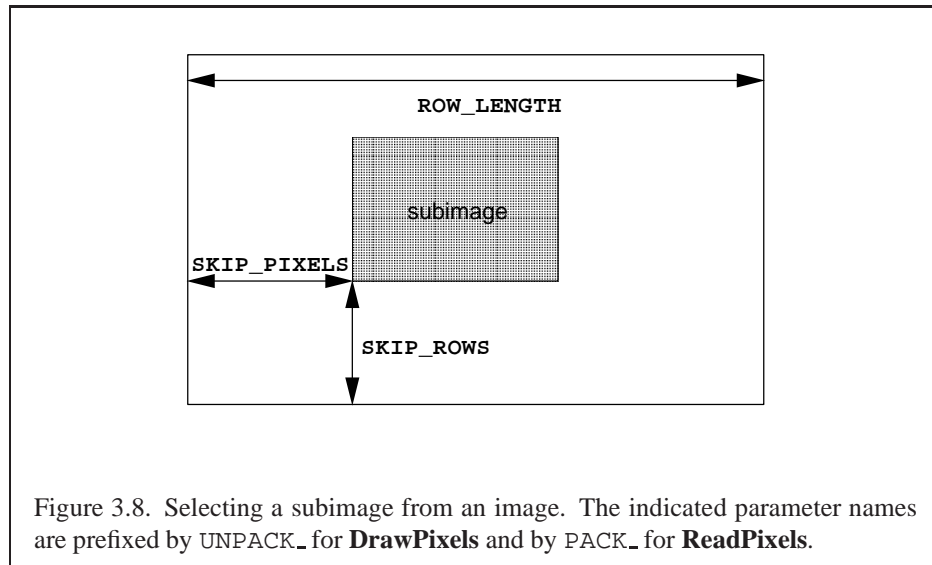 ROW_LENGTH
subimage
SKIP_PIXELS
SKIP_ROWS
Figure 3.8. Selecting a subimage from an image. The indicated parameter names
are prefixed by UNPACK_ for DrawPixels and by PACK_ for ReadPixels.